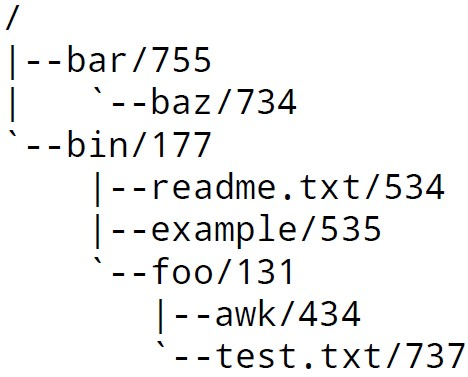 /
|--bar/755
|   `--baz/734
`--bin/177
    |--readme.txt/534
    |--example/535
    `--foo/131
       |--awk/434
       `--test.txt/737